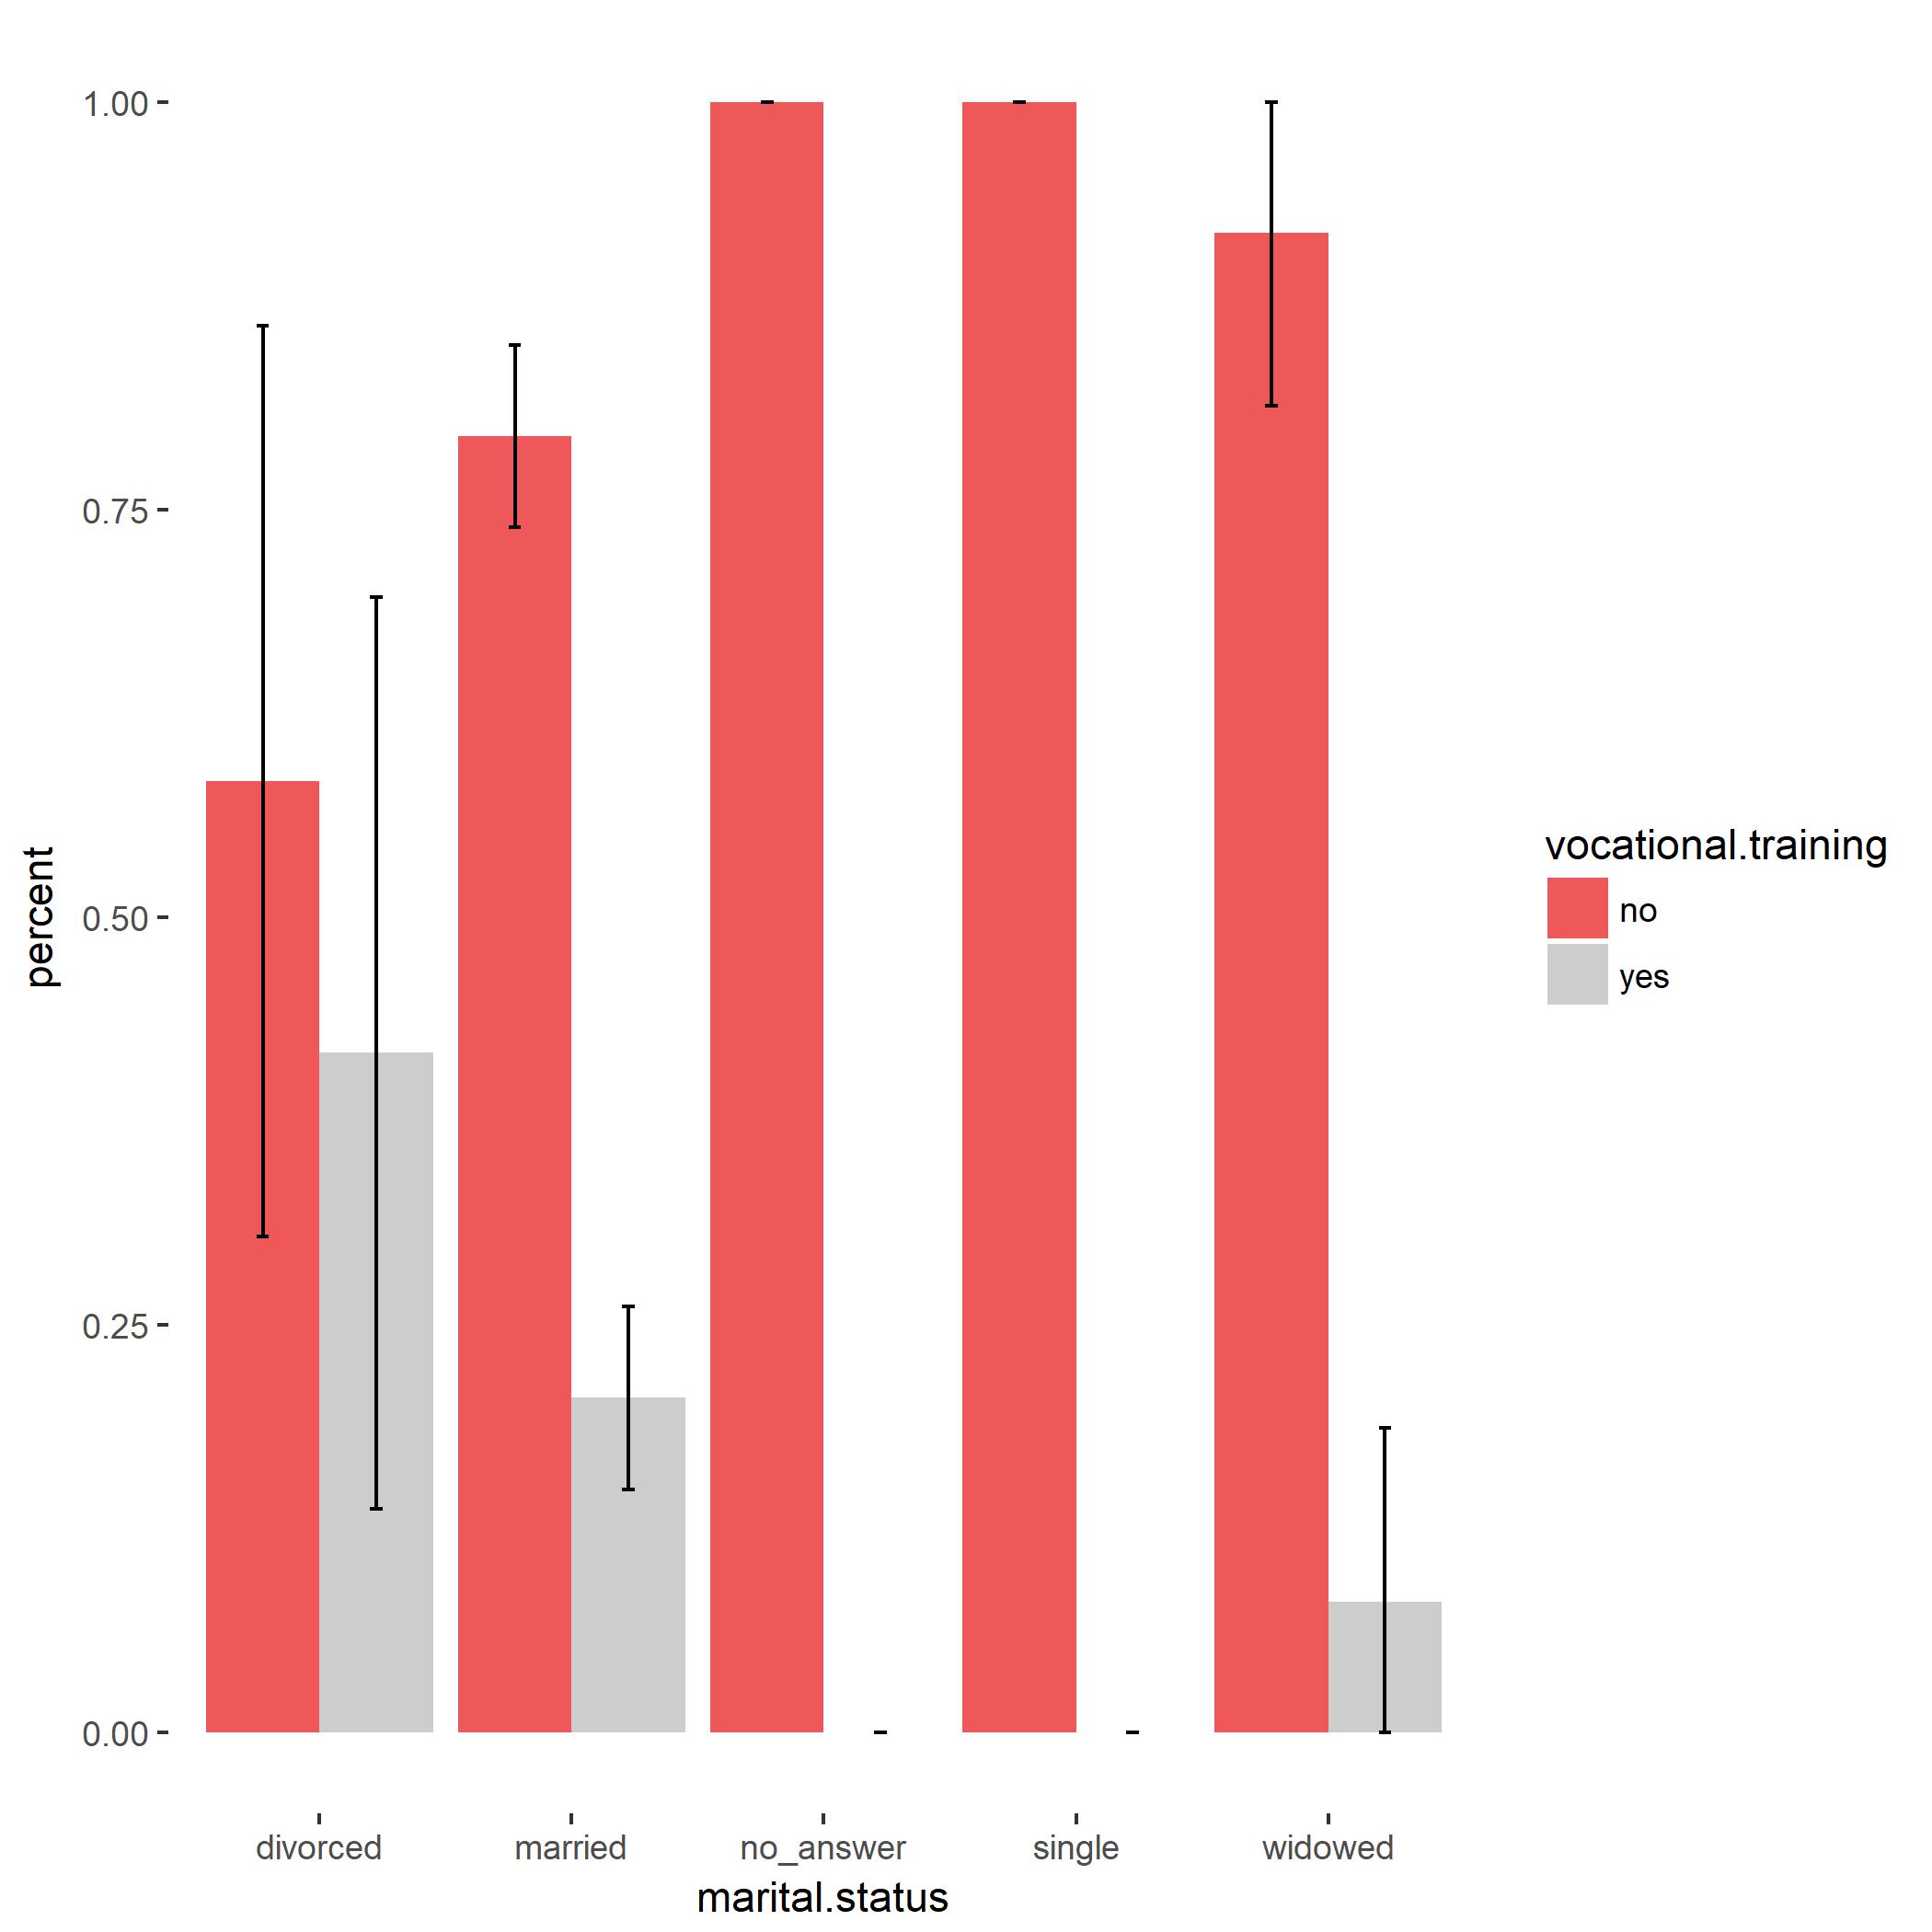 1.00
0.75
0.50
0.25
0.00
percent
divorced married no_answer single widowed
marital.status
vocational.training
no
yes